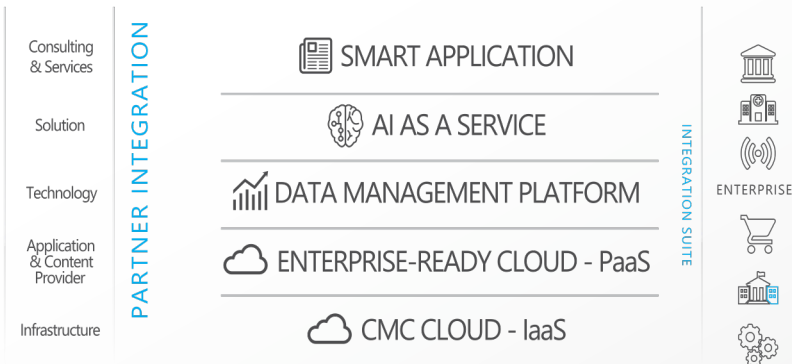 Consulting
& Services
Solution
Technology
Application
& Content
Provider
Infrastructure
PARTNER INTEGRATION
SMART APPLICATION
AI AS A SERVICE
DATA MANAGEMENT PLATFORM
ENTERPRISE-READY CLOUD - PaaS
CMC CLOUD - IaaS
INTEGRATION SUITE
ENTERPRISE